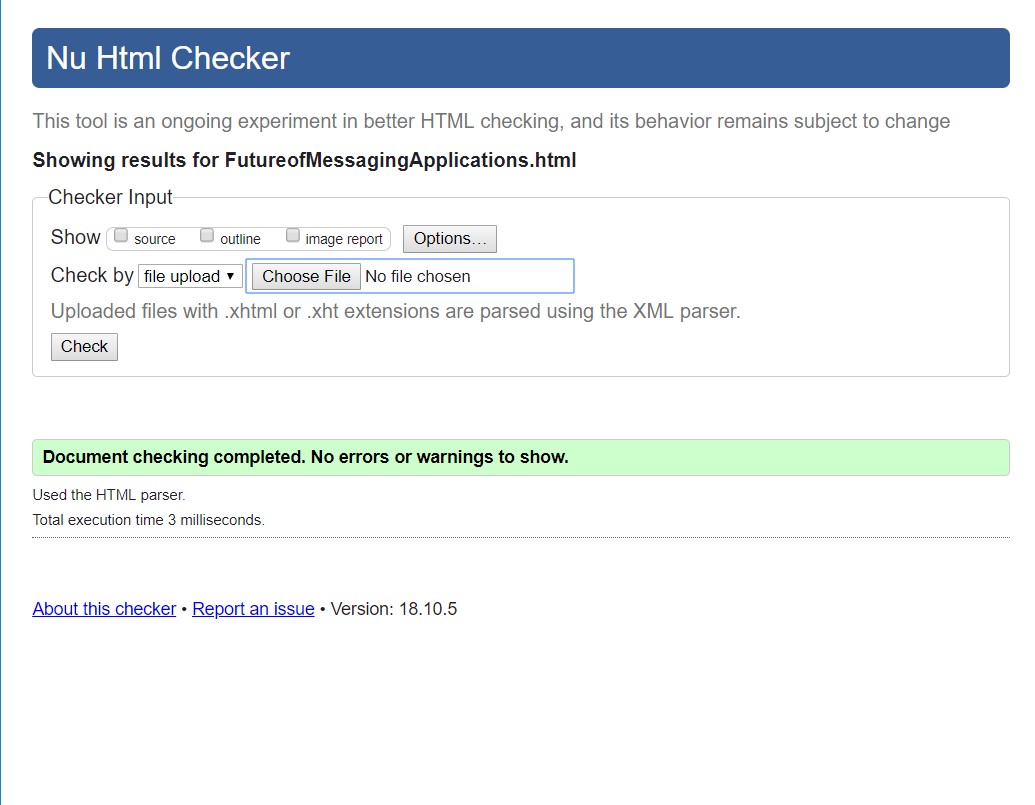 Nu Html Checker
This tool is an ongoing experiment in better HTML checking, and its behavior remains subject to change
Showing results for FutureofMessagingApplications.html
Checker Input
Show source outline image report Options...
Check by file upload ▾ Choose File No file chosen
Uploaded files with .xhtml or .xht extensions are parsed using the XML parser.
Check
Document checking completed. No errors or warnings to show.
Used the HTML parser.
Total execution time 3 milliseconds.
About this checker • Report an issue • Version: 18.10.5